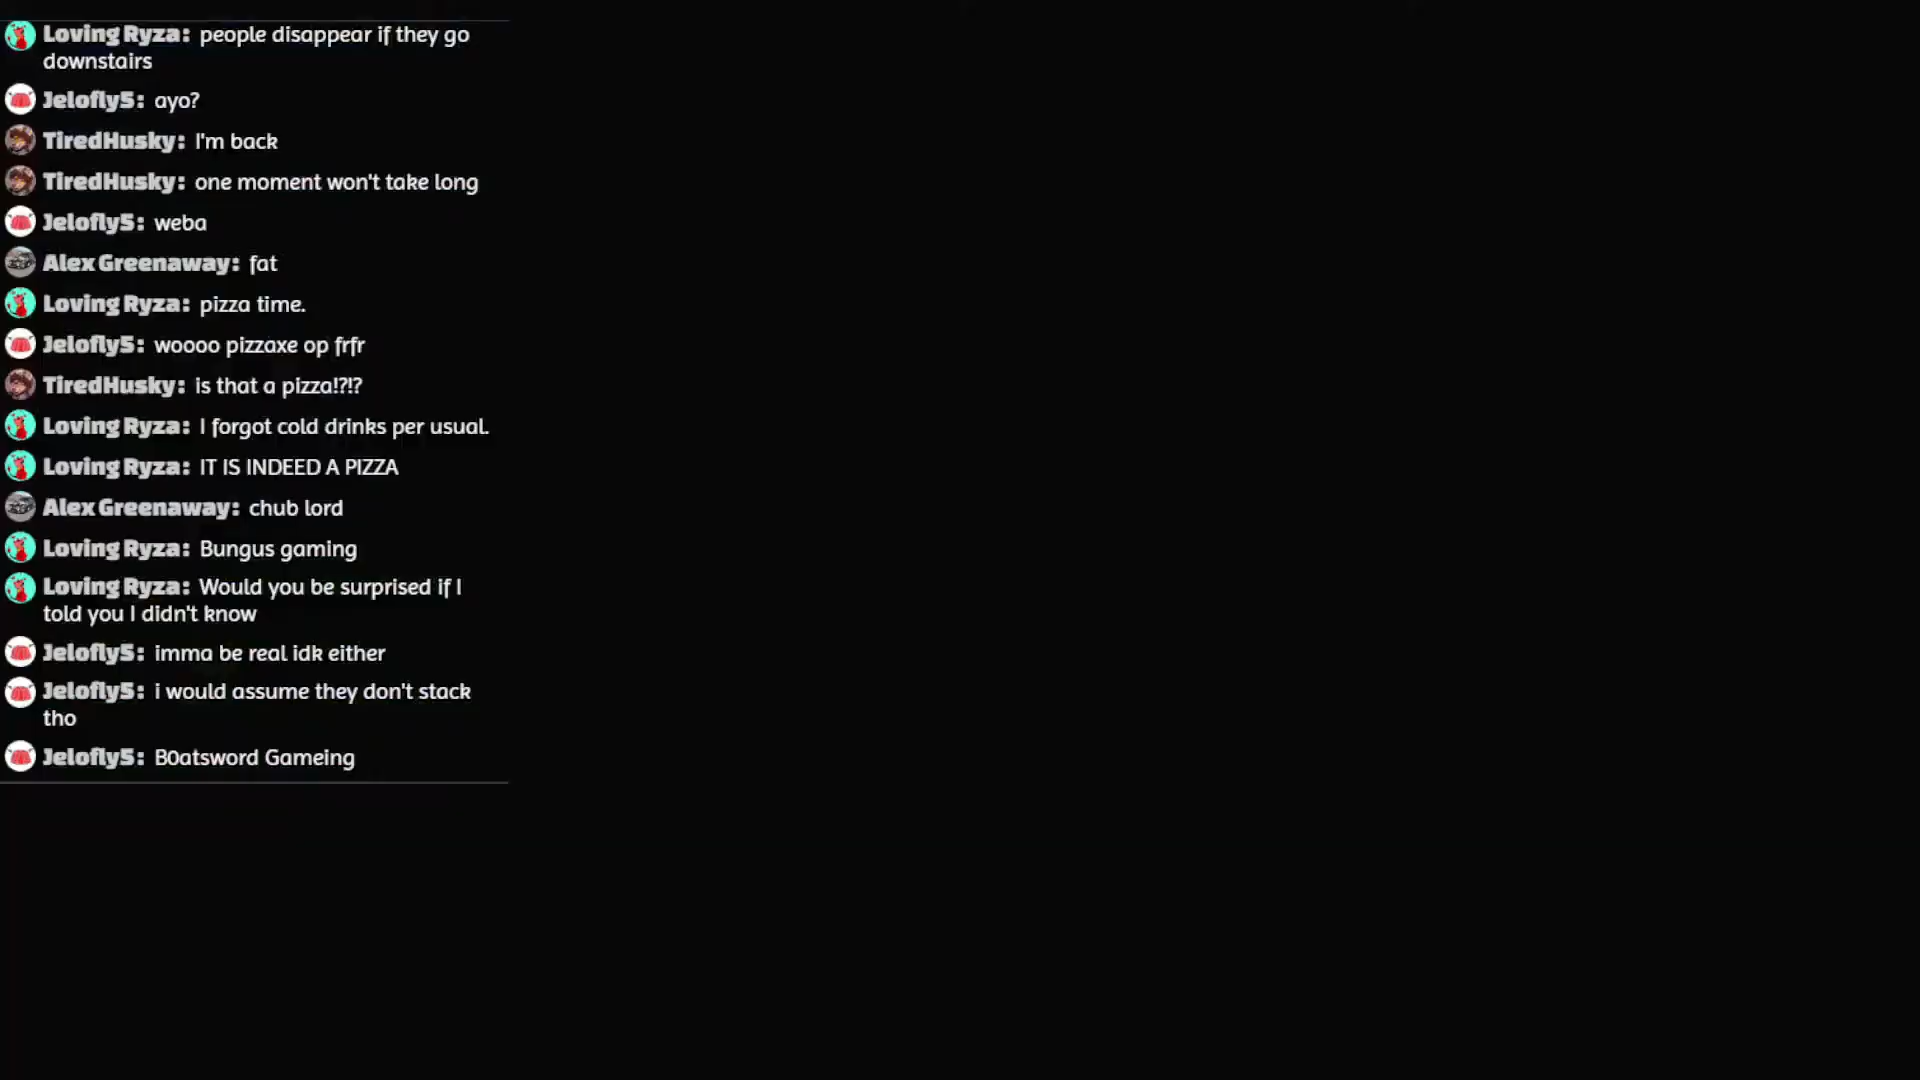 Loving Ryza: people disappear if they go
downstairs
Jelofly5: ayo?
TiredHusky: I'm back
TiredHusky: one moment won't take long
Jelofly5: weba
Alex Greenaway: fat
Loving Ryza: pizza time.
Jelofly5: woooo pizzaxe op frfr
TiredHusky: is that a pizza!?!?
Loving Ryza: I forgot cold drinks per usual.
Loving Ryza: IT IS INDEED A PIZZA
Alex Greenaway: chub lord
Loving Ryza: Bungus gaming
Loving Ryza: Would you be surprised if I
told you I didn't know
Jelofly5: imma be real idk either
Jelofly5: i would assume they don't stack
tho
Jelofly5: B0atsword Gameing